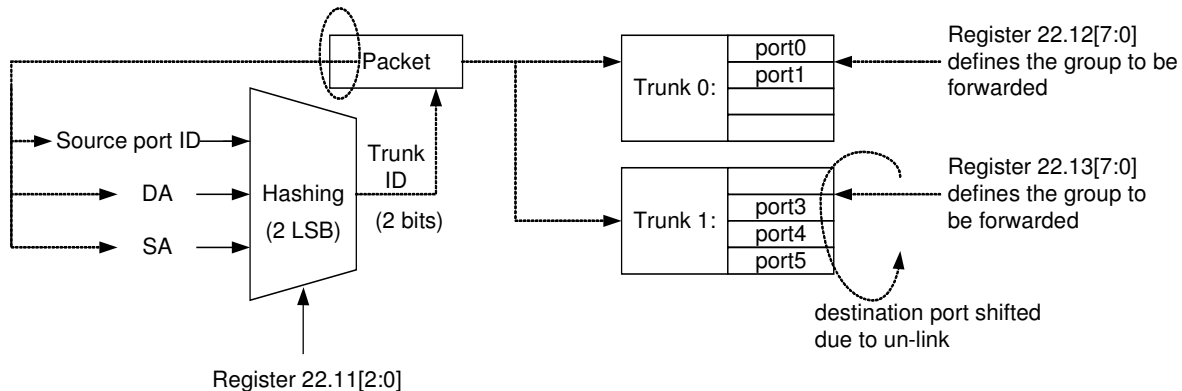 Packet
Source port ID
DA
SA
Hashing
(2 LSB)
Trunk
ID
(2 bits)
Register 22.11[2:0]
Trunk 0:
port0
port1
Register 22.12[7:0]
defines the group to be
forwarded
Trunk 1:
port3
port4
port5
Register 22.13[7:0]
defines the group to
be forwarded
destination port shifted
due to un-link